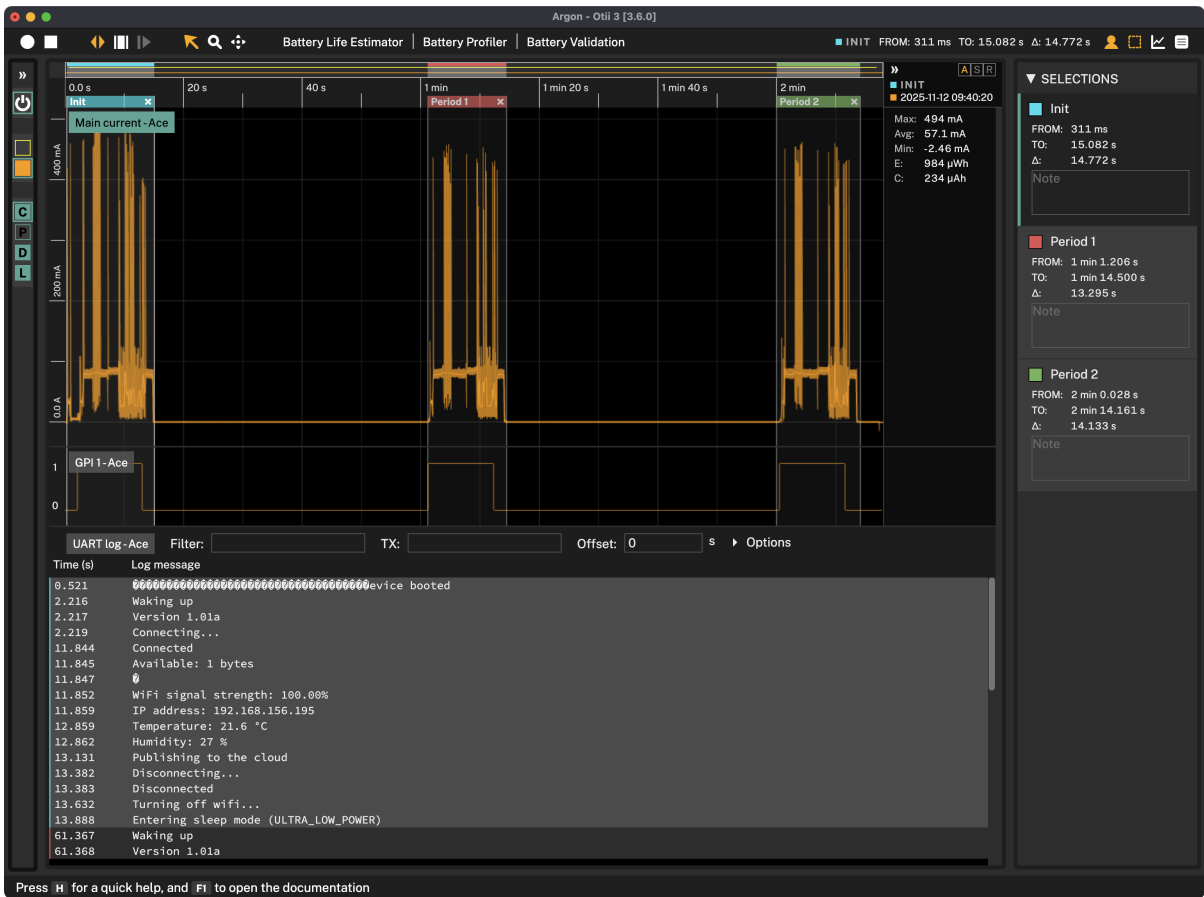 Argon - Otii 3 [3.6.0]
Battery Life Estimator | Battery Profiler | Battery Validation
INIT FROM: 311 ms TO: 15.082 s Δ: 14.772 s
»
C
P
D
L
0.0 s 20 s 40 s 1 min 1 min 20 s 1 min 40 s 2 min
Init × Period 1 × Period 2 ×
Main current - Ace
400 mA
200 mA
0.0 A
» A S R
INIT
2025-11-12 09:40:20
Max: 494 mA
Avg: 57.1 mA
Min: -2.46 mA
E: 984 µWh
C: 234 µAh
GPI 1 - Ace
1
0
UART log - Ace Filter: TX: Offset: 0 s Options
Time (s) Log message
0.521 ��������������������������������������������evice booted
2.216 Waking up
2.217 Version 1.01a
2.219 Connecting...
11.844 Connected
11.845 Available: 1 bytes
11.847 �
11.852 WiFi signal strength: 100.00%
11.859 IP address: 192.168.156.195
12.859 Temperature: 21.6 °C
12.862 Humidity: 27 %
13.131 Publishing to the cloud
13.382 Disconnecting...
13.383 Disconnected
13.632 Turning off wifi...
13.888 Entering sleep mode (ULTRA_LOW_POWER)
61.367 Waking up
61.368 Version 1.01a
▼ SELECTIONS
Init
FROM: 311 ms
TO: 15.082 s
Δ: 14.772 s
Note
Period 1
FROM: 1 min 1.206 s
TO: 1 min 14.500 s
Δ: 13.295 s
Note
Period 2
FROM: 2 min 0.028 s
TO: 2 min 14.161 s
Δ: 14.133 s
Note
Press H for a quick help, and F1 to open the documentation